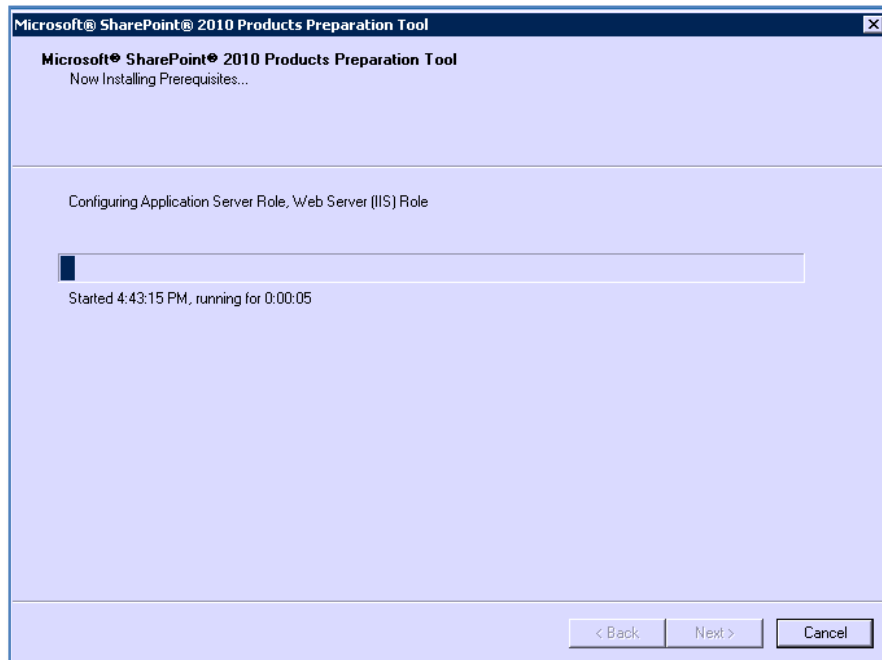 Microsoft® SharePoint® 2010 Products Preparation Tool
Microsoft® SharePoint® 2010 Products Preparation Tool
Now Installing Prerequisites...
Configuring Application Server Role, Web Server (IIS) Role
Started 4:43:15 PM, running for 0:00:05
< Back Next > Cancel